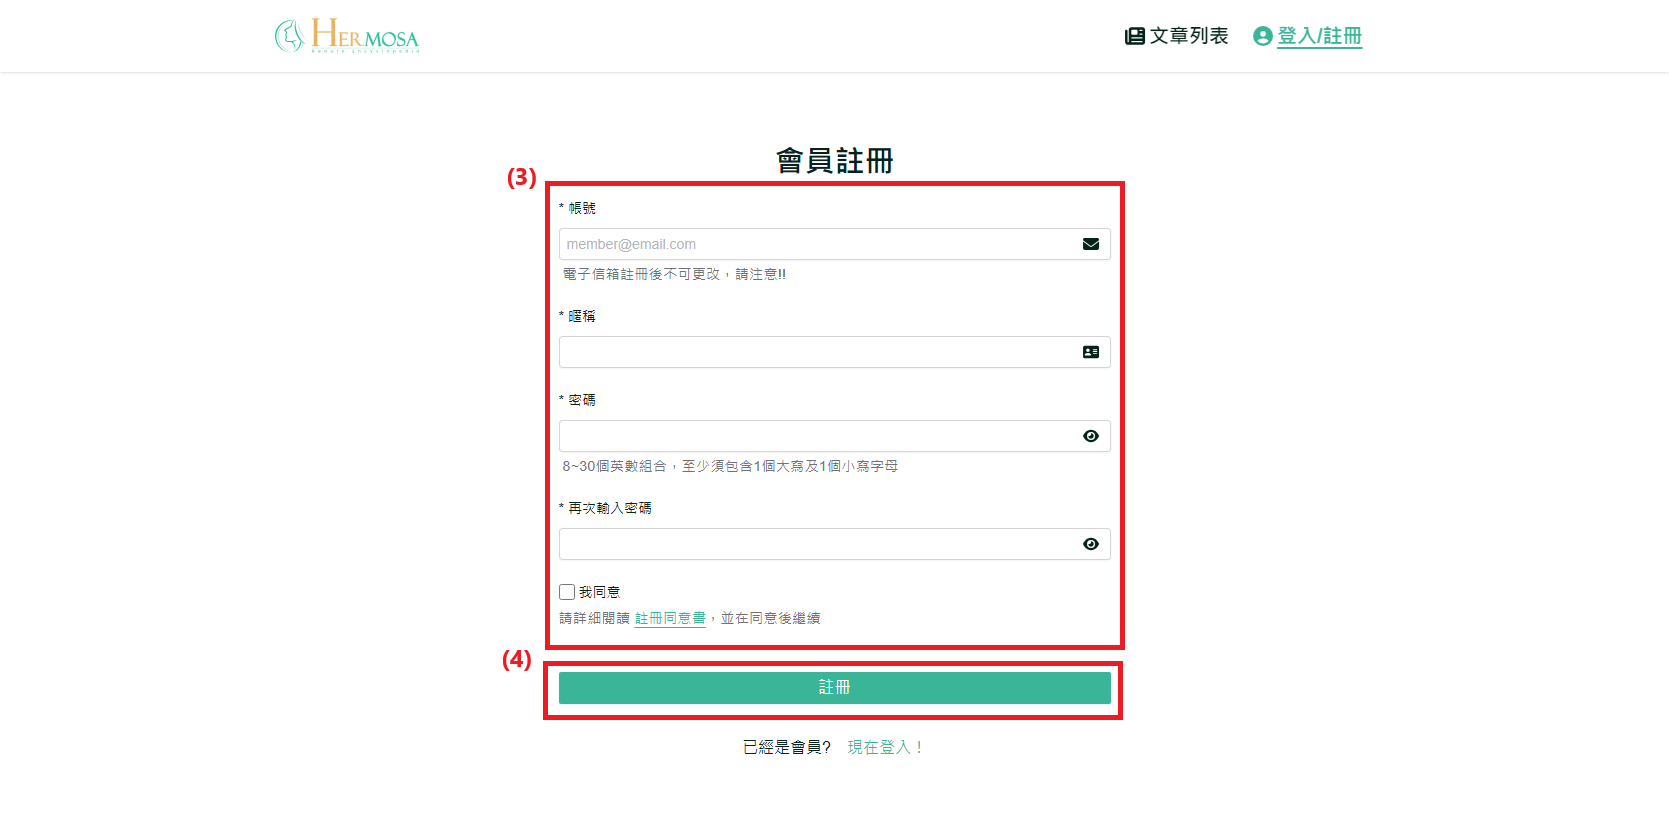 HERMOSA
Beauty Encyclopedia
文章列表
登入/註冊
會員註冊
(3)
* 帳號
member@email.com
電子信箱註冊後不可更改，請注意!!
* 暱稱
* 密碼
8~30個英數組合，至少須包含1個大寫及1個小寫字母
* 再次輸入密碼
我同意
請詳細閱讀 註冊同意書，並在同意後繼續
(4)
註冊
已經是會員? 現在登入！